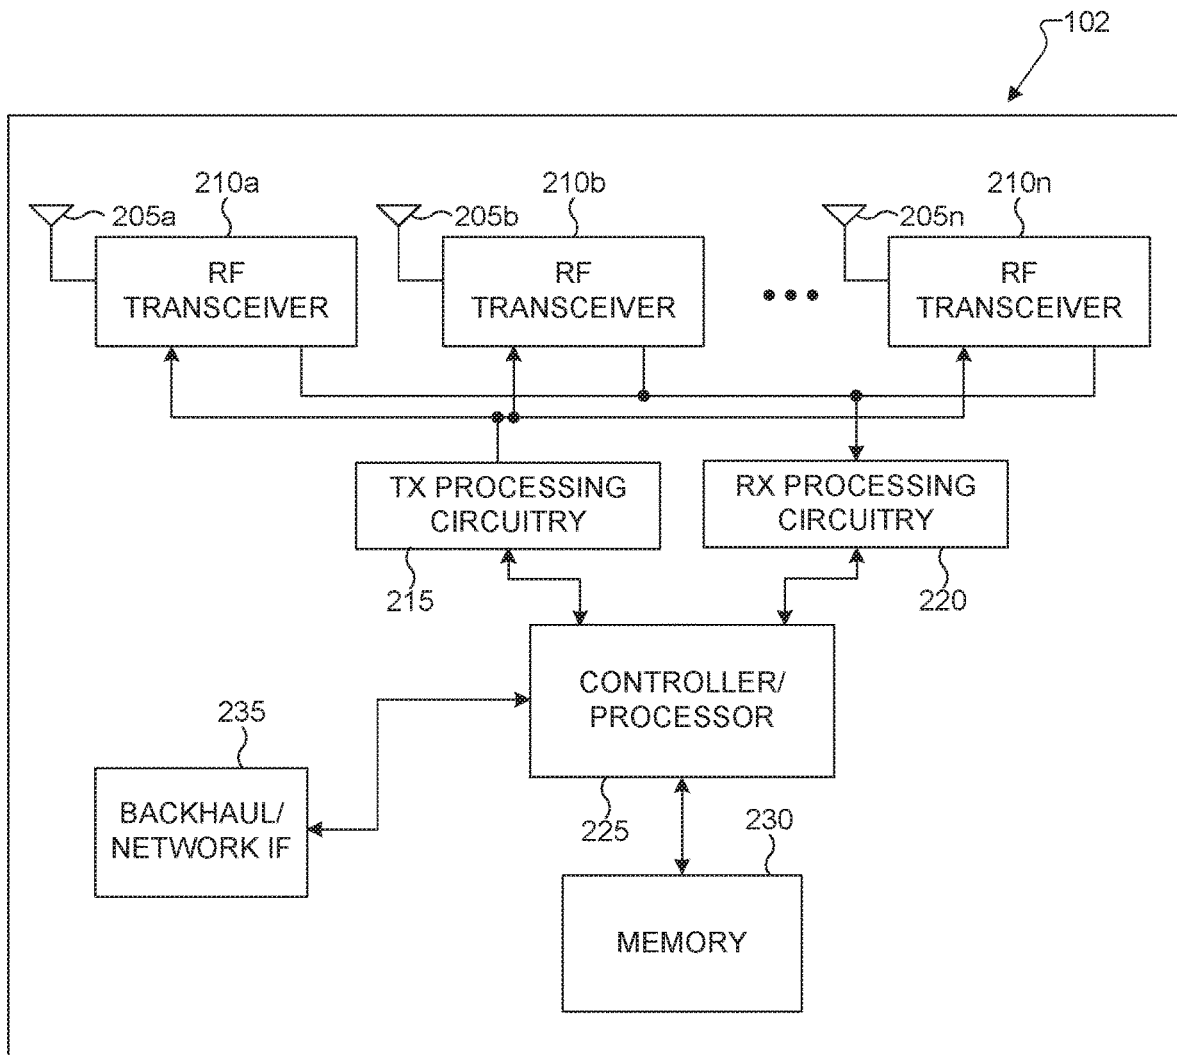 102
210a
210b
210n
205a
205b
205n
RF
TRANSCEIVER
RF
TRANSCEIVER
RF
TRANSCEIVER
TX PROCESSING
CIRCUITRY
RX PROCESSING
CIRCUITRY
215
220
CONTROLLER/
PROCESSOR
235
BACKHAUL/
NETWORK IF
225
230
MEMORY